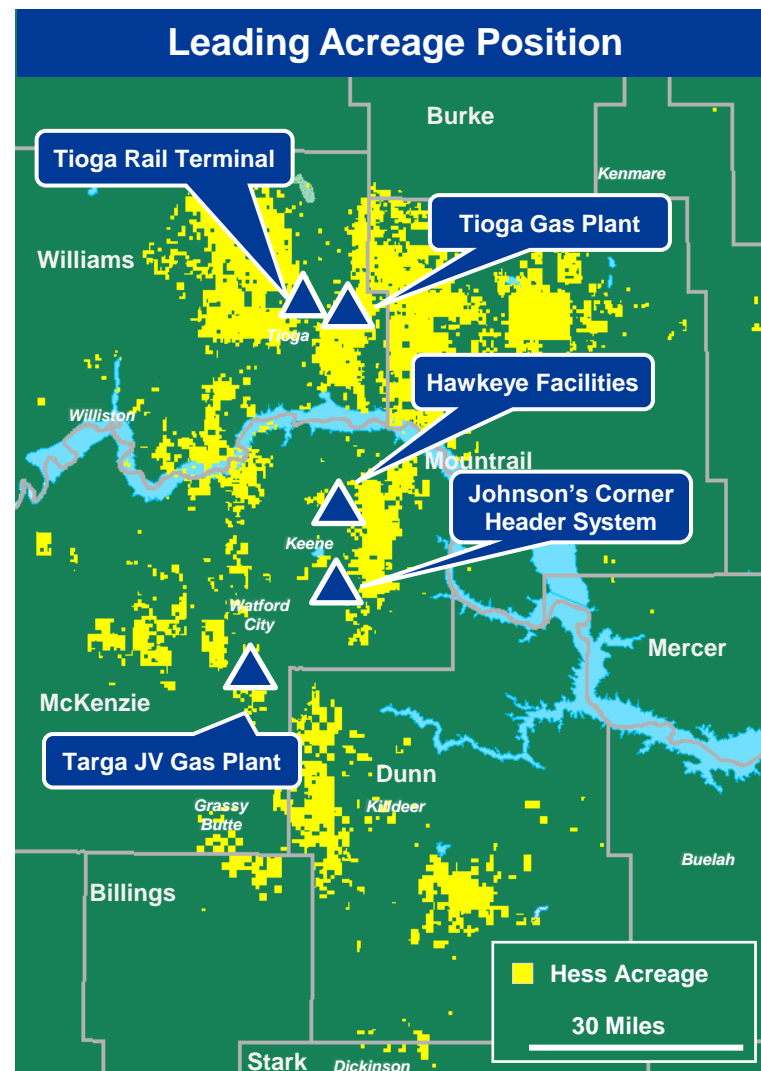 Leading Acreage Position
Burke
Tioga Rail Terminal
Kenmare
Tioga Gas Plant
Williams
Tioga
Hawkeye Facilities
Williston
Mountrail
Johnson's Corner
Header System
Keene
Watford
City
Mercer
McKenzie
Targa JV Gas Plant
Dunn
Grassy
Butte
Killdeer
Buelah
Billings
Hess Acreage
30 Miles
Stark
Dickinson